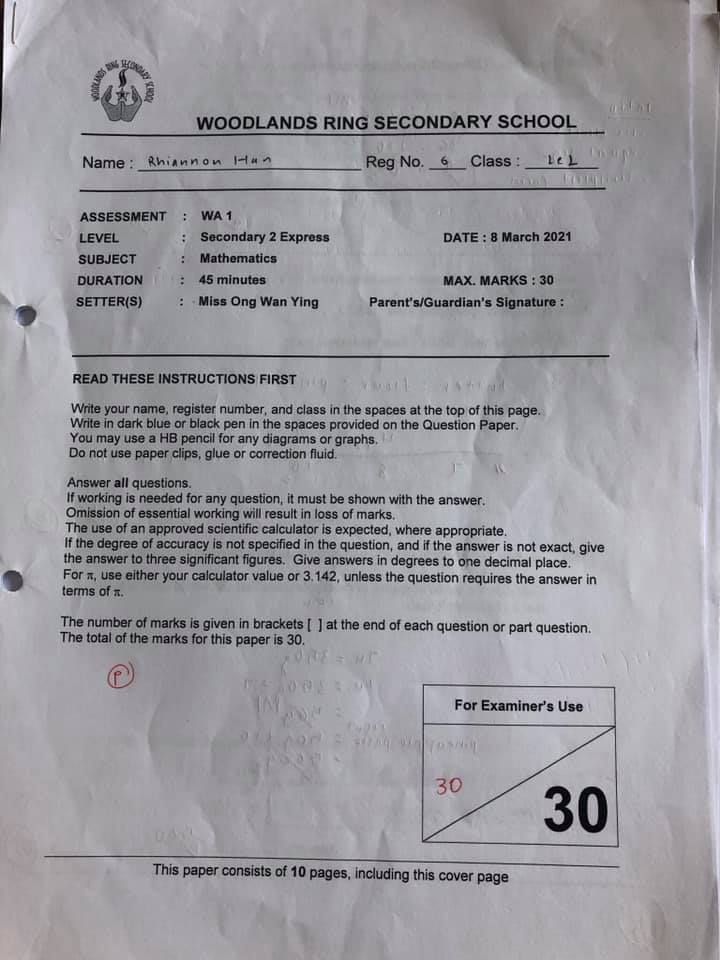 WOODLANDS RING SECONDARY SCHOOL
WOODLANDS RING SECONDARY SCHOOL
Name : Rhiannon Han Reg No. 6 Class :
ASSESSMENT : WA 1
LEVEL : Secondary 2 Express DATE : 8 March 2021
SUBJECT : Mathematics
DURATION : 45 minutes MAX. MARKS : 30
SETTER(S) : Miss Ong Wan Ying Parent's/Guardian's Signature :
READ THESE INSTRUCTIONS FIRST
Write your name, register number, and class in the spaces at the top of this page.
Write in dark blue or black pen in the spaces provided on the Question Paper.
You may use a HB pencil for any diagrams or graphs.
Do not use paper clips, glue or correction fluid.
Answer all questions.
If working is needed for any question, it must be shown with the answer.
Omission of essential working will result in loss of marks.
The use of an approved scientific calculator is expected, where appropriate.
If the degree of accuracy is not specified in the question, and if the answer is not exact, give
the answer to three significant figures. Give answers in degrees to one decimal place.
For π, use either your calculator value or 3.142, unless the question requires the answer in
terms of π.
The number of marks is given in brackets [ ] at the end of each question or part question.
The total of the marks for this paper is 30.
P
For Examiner's Use
30
30
This paper consists of 10 pages, including this cover page